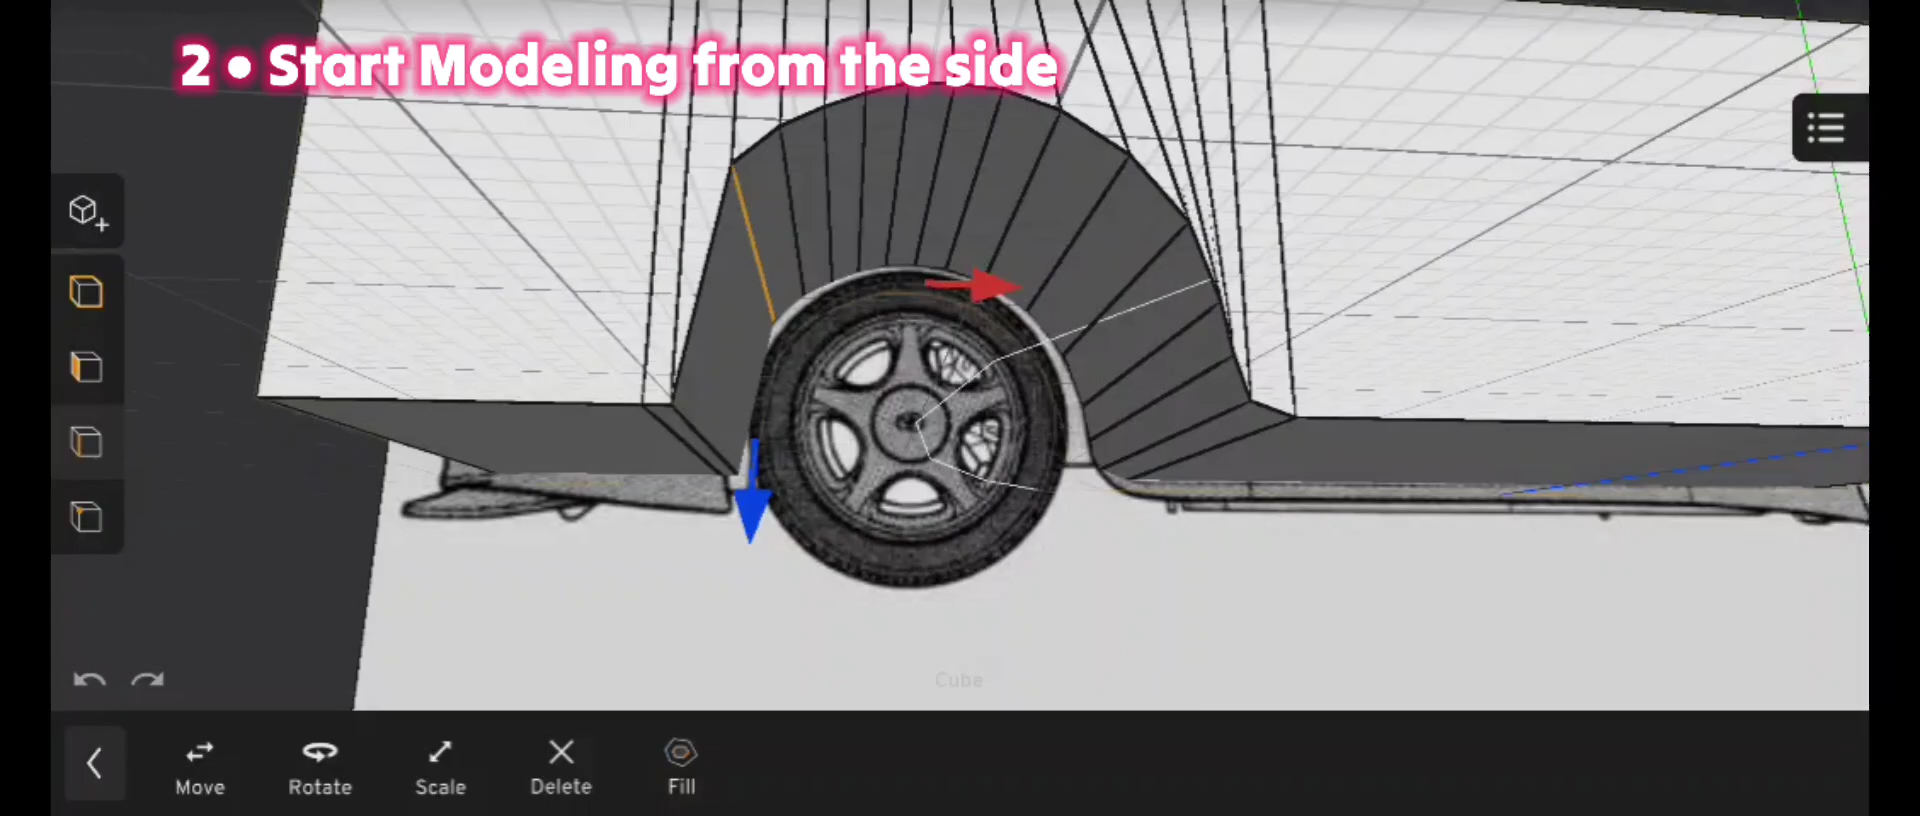 2 • Start Modeling from the side
Cube
Move Rotate Scale Delete Fill